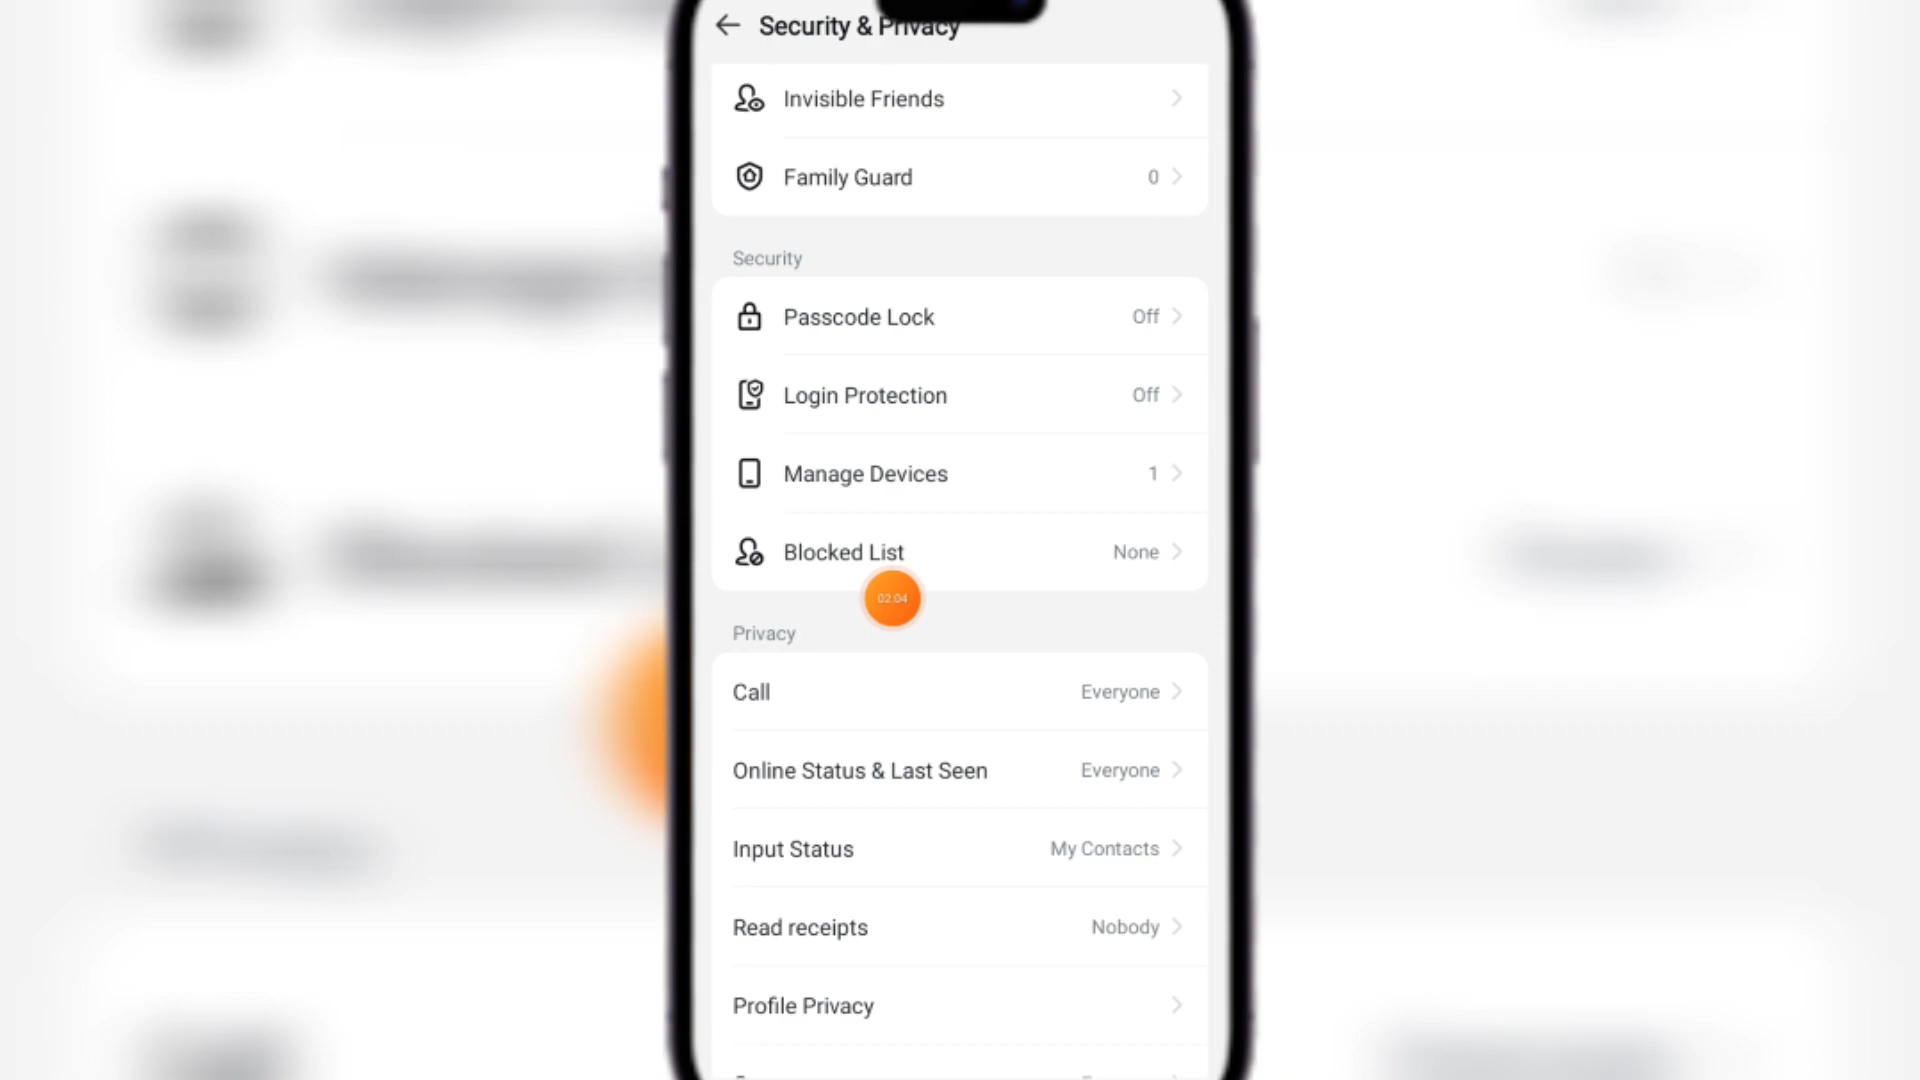 Security & Privacy
Invisible Friends
Family Guard 0
Security
Passcode Lock Off
Login Protection Off
Manage Devices 1
Blocked List None
02:04
Privacy
Call Everyone
Online Status & Last Seen Everyone
Input Status My Contacts
Read receipts Nobody
Profile Privacy